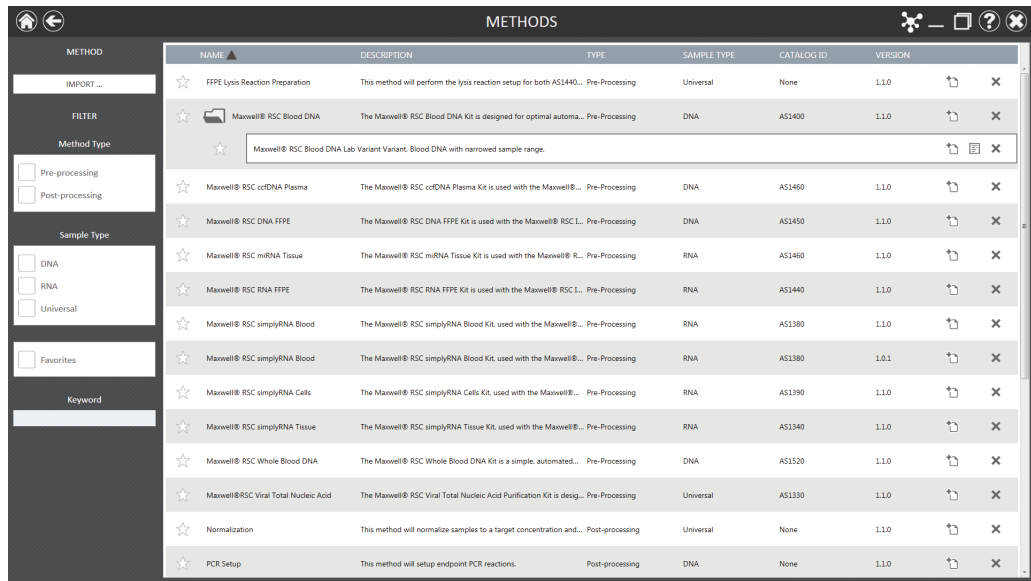 METHODS
METHOD
IMPORT ...
FILTER
Method Type
Pre-processing
Post-processing
Sample Type
DNA
RNA
Universal
Favorites
Keyword
NAME DESCRIPTION TYPE SAMPLE TYPE CATALOG ID VERSION
FFPE Lysis Reaction Preparation This method will perform the lysis reaction setup for both AS1440... Pre-Processing Universal None 1.1.0
Maxwell® RSC Blood DNA The Maxwell® RSC Blood DNA Kit is designed for optimal automa... Pre-Processing DNA AS1400 1.1.0
Maxwell® RSC Blood DNA Lab Variant Variant. Blood DNA with narrowed sample range.
Maxwell® RSC ccfDNA Plasma The Maxwell® RSC ccfDNA Plasma Kit is used with the Maxwell®... Pre-Processing DNA AS1460 1.1.0
Maxwell® RSC DNA FFPE The Maxwell® RSC DNA FFPE Kit is used with the Maxwell® RSC I... Pre-Processing DNA AS1450 1.1.0
Maxwell® RSC miRNA Tissue The Maxwell® RSC miRNA Tissue Kit is used with the Maxwell® R... Pre-Processing RNA AS1460 1.1.0
Maxwell® RSC RNA FFPE The Maxwell® RSC RNA FFPE Kit is used with the Maxwell® RSC I... Pre-Processing RNA AS1440 1.1.0
Maxwell® RSC simplyRNA Blood The Maxwell® RSC simplyRNA Blood Kit, used with the Maxwell®... Pre-Processing RNA AS1380 1.1.0
Maxwell® RSC simplyRNA Blood The Maxwell® RSC simplyRNA Blood Kit, used with the Maxwell®... Pre-Processing RNA AS1380 1.0.1
Maxwell® RSC simplyRNA Cells The Maxwell® RSC simplyRNA Cells Kit, used with the Maxwell®... Pre-Processing RNA AS1390 1.1.0
Maxwell® RSC simplyRNA Tissue The Maxwell® RSC simplyRNA Tissue Kit, used with the Maxwell®... Pre-Processing RNA AS1340 1.1.0
Maxwell® RSC Whole Blood DNA The Maxwell® RSC Whole Blood DNA Kit is a simple, automated... Pre-Processing DNA AS1520 1.1.0
Maxwell®RSC Viral Total Nucleic Acid The Maxwell® RSC Viral Total Nucleic Acid Purification Kit is desig... Pre-Processing Universal AS1330 1.1.0
Normalization This method will normalize samples to a target concentration and... Post-processing Universal None 1.1.0
PCR Setup This method will setup endpoint PCR reactions. Post-processing DNA None 1.1.0